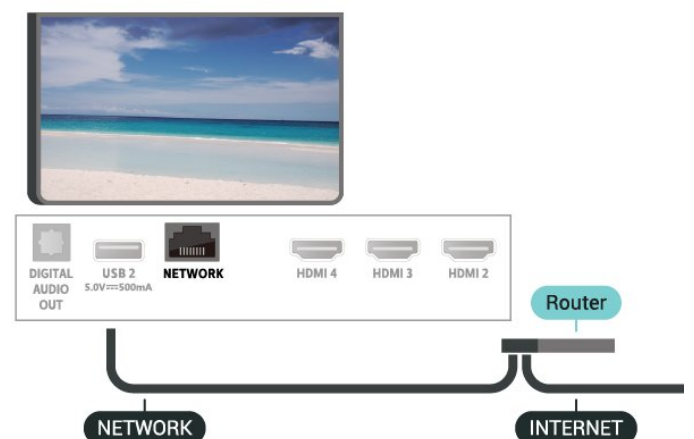 DIGITAL
AUDIO
OUT
USB 2
5.0V⎓500mA
NETWORK
HDMI 4
HDMI 3
HDMI 2
Router
NETWORK
INTERNET